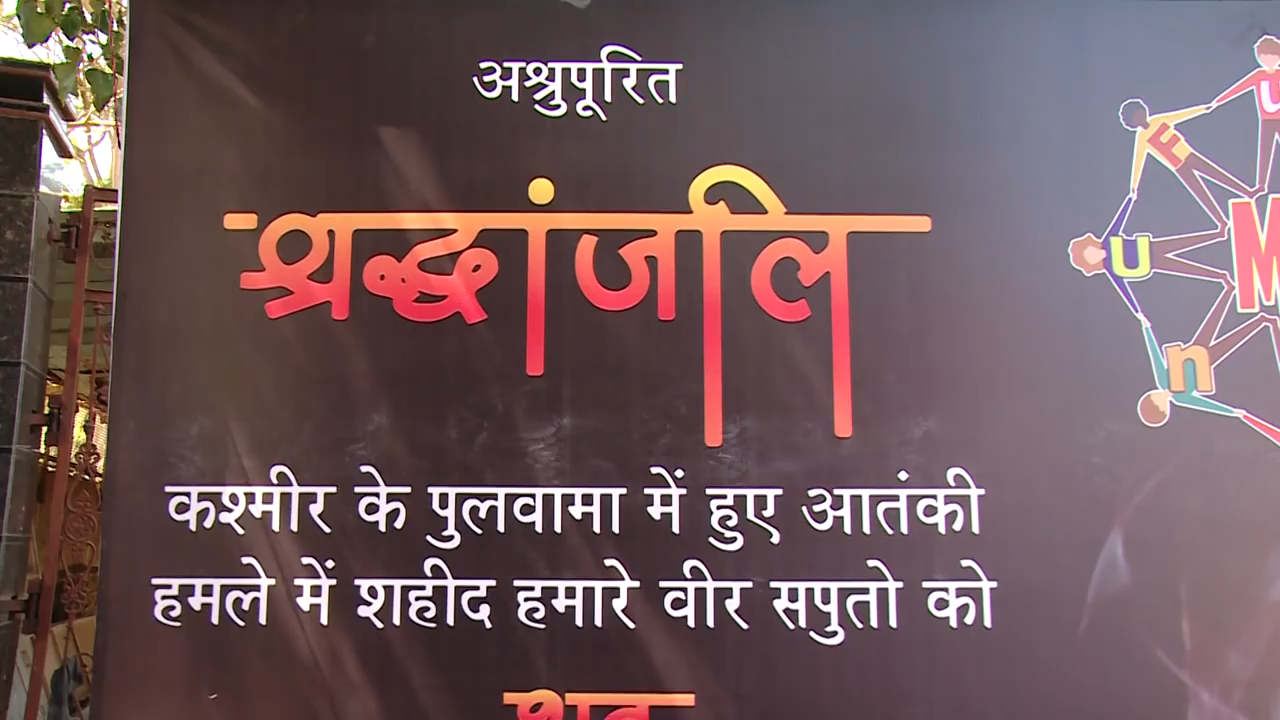 अश्रुपूरित
श्रद्धांजलि
कश्मीर के पुलवामा में हुए आतंकी
हमले में शहीद हमारे वीर सपुतो को
F
u
n
M